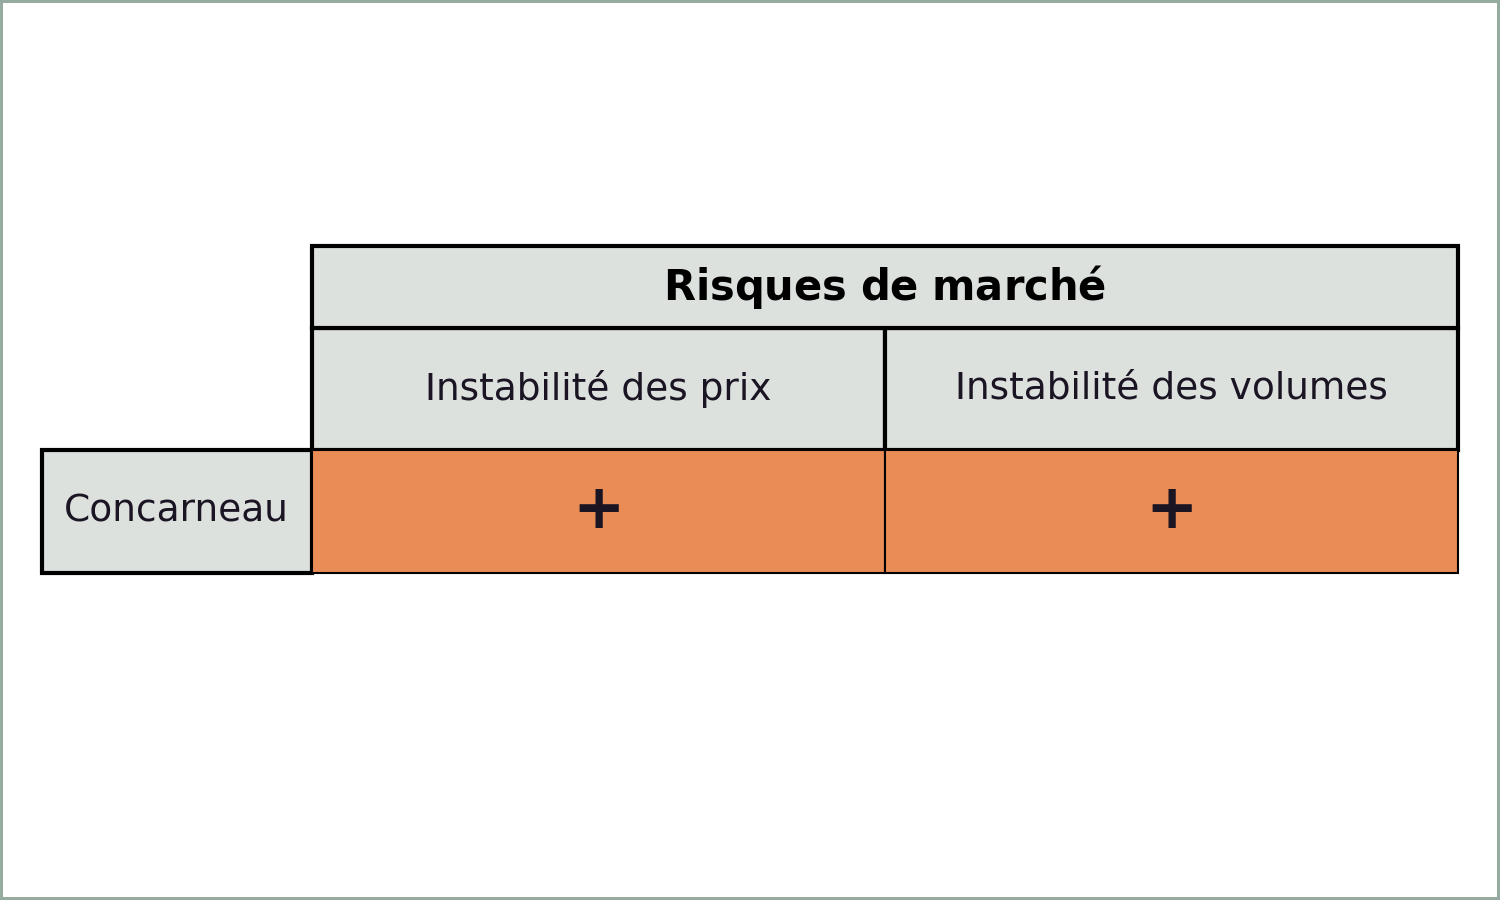 Risques de marché
Instabilité des prix
Instabilité des volumes
Concarneau
+
+